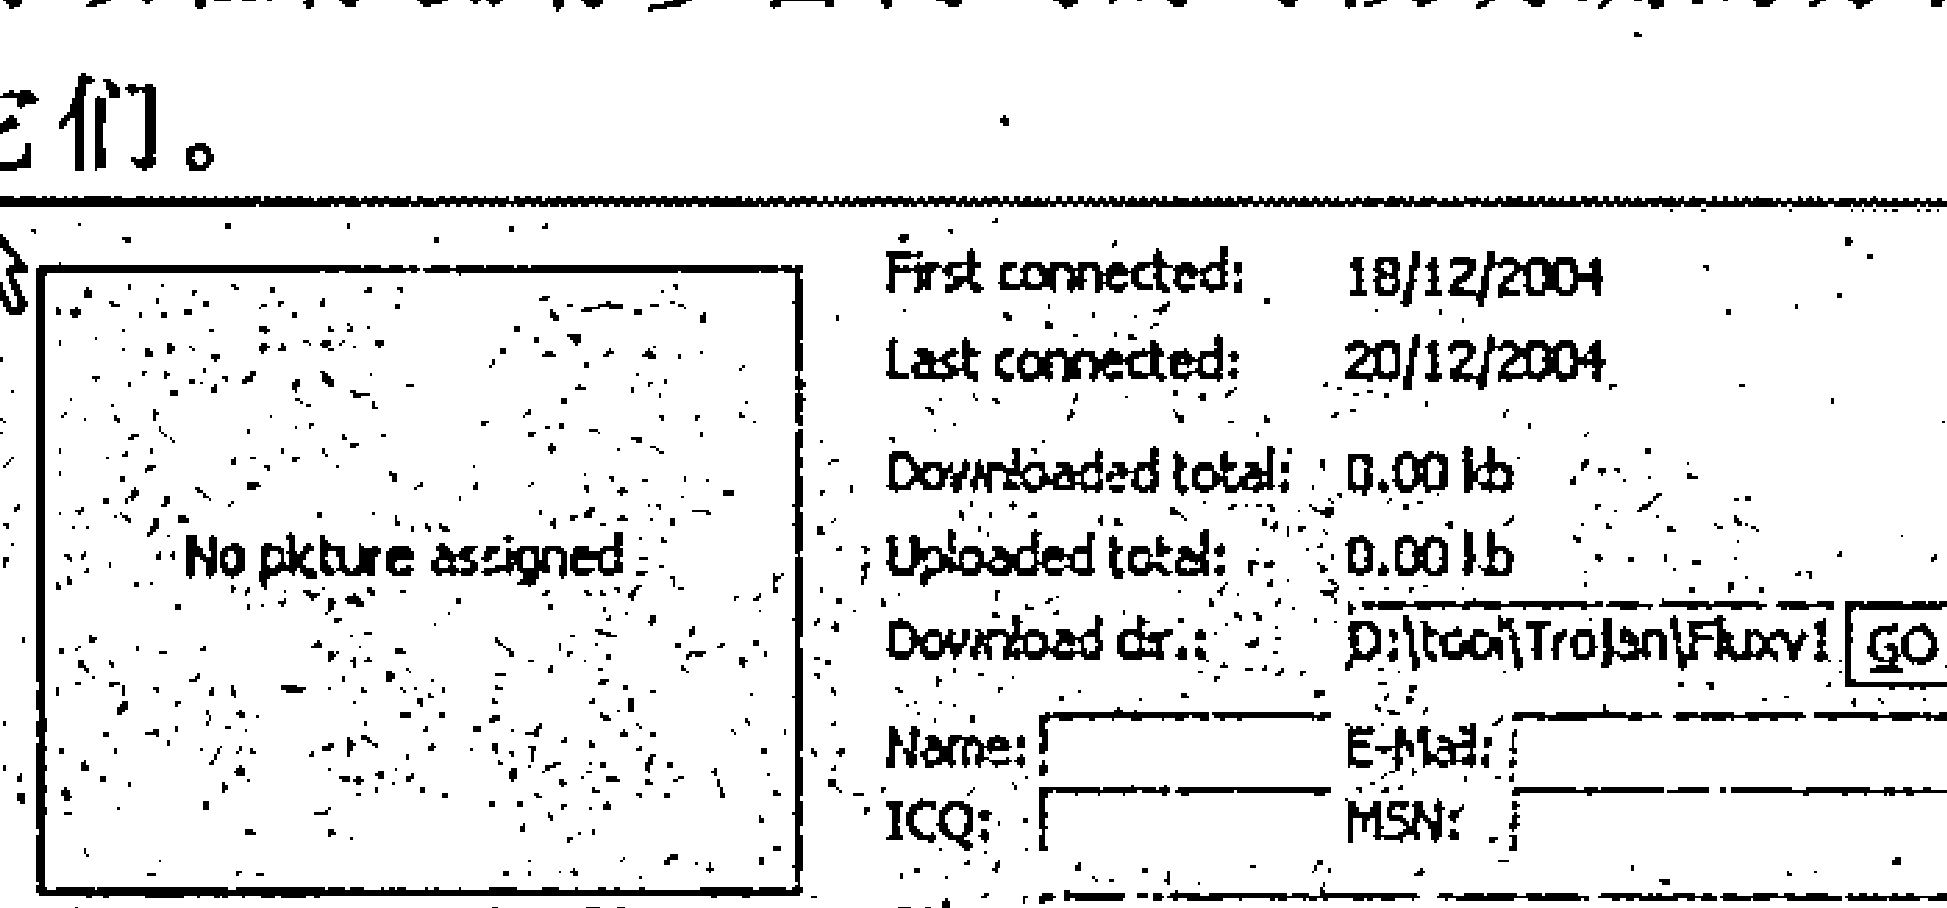 它们。
First connected: 18/12/2004
Last connected: 20/12/2004
Downloaded total: 0.00 kb
No picture assigned
Uploaded total: 0.00 kb
Download dir.: D:\tool\Trojan\Fluxv1 GO
Name: E-Mail:
ICQ: MSN: